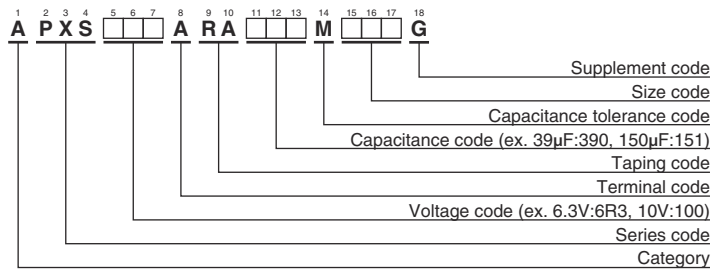 1 2 3 4 5 6 7 8 9 10 11 12 13 14 15 16 17 18
A P X S □□□ A R A □□□ M □□□ G
Supplement code
Size code
Capacitance tolerance code
Capacitance code (ex. 39µF:390, 150µF:151)
Taping code
Terminal code
Voltage code (ex. 6.3V:6R3, 10V:100)
Series code
Category